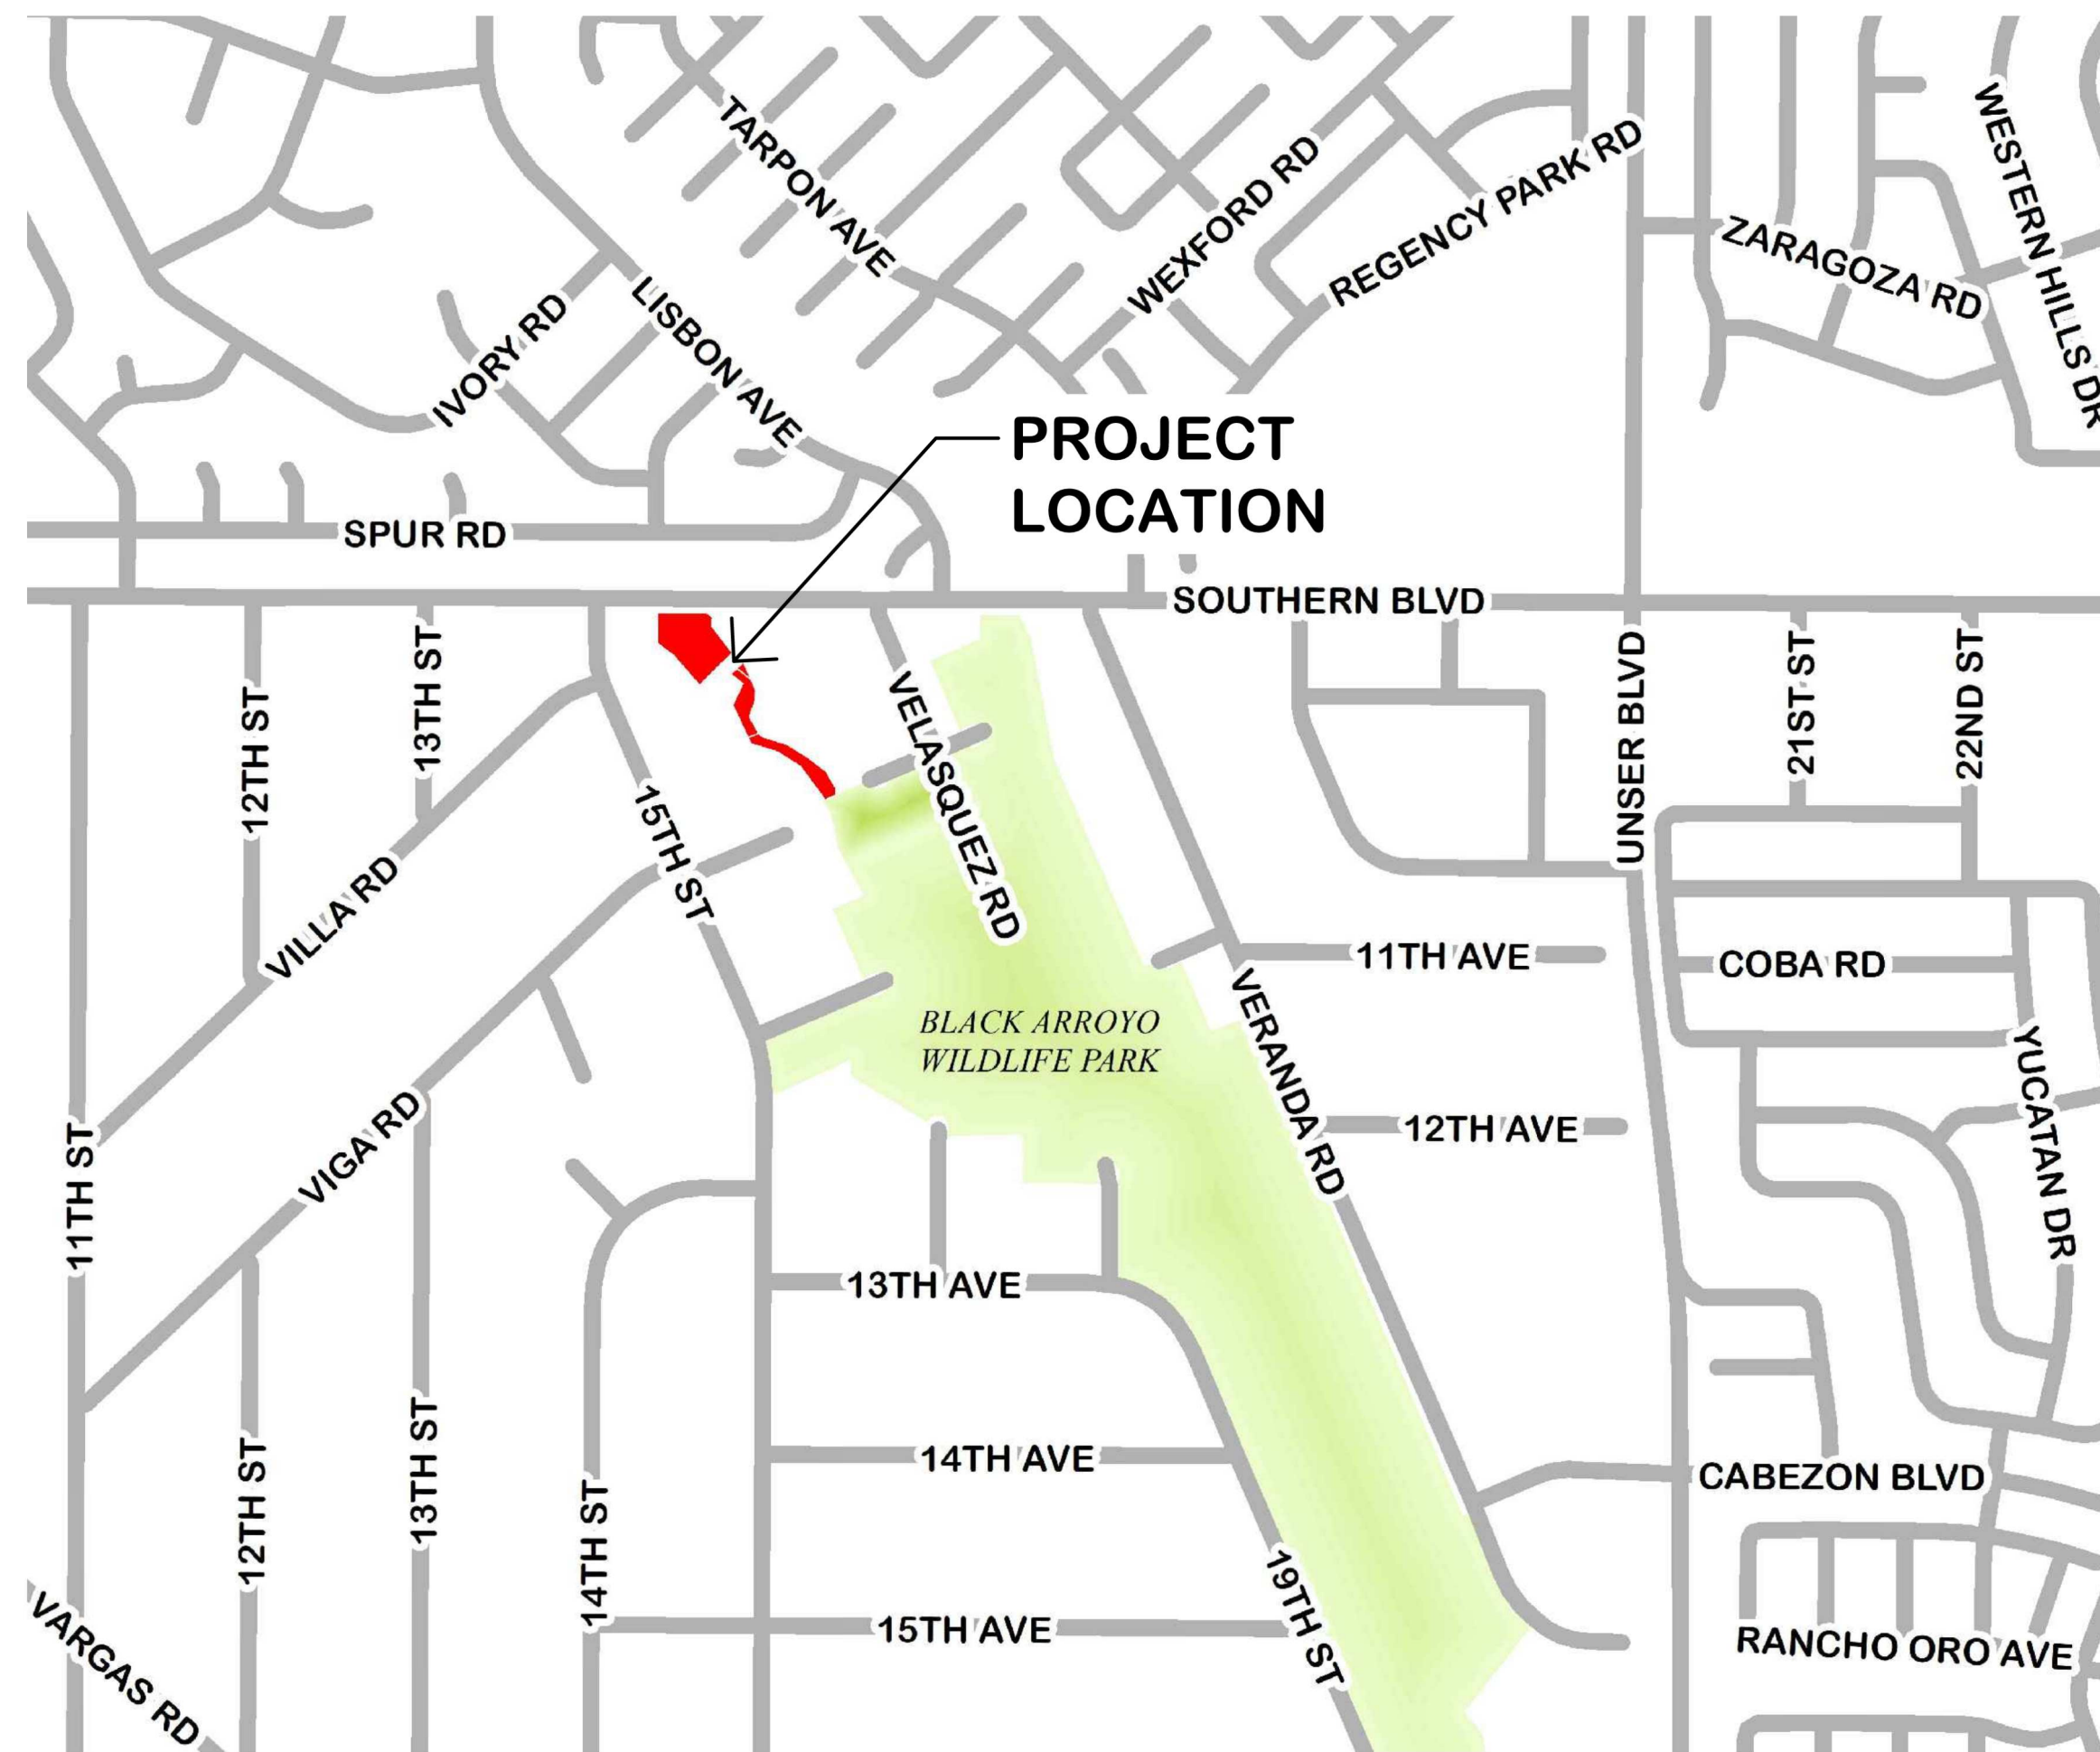 TARPON AVE
WEXFORD RD
REGENCY PARK RD
ZARAGOZA RD
WESTERN HILLS DR
IVORY RD
LISBON AVE
PROJECT
LOCATION
SPUR RD
SOUTHERN BLVD
12TH ST
13TH ST
15TH ST
VELASQUEZ RD
UNSER BLVD
21ST ST
22ND ST
VILLA RD
11TH AVE
COBA RD
BLACK ARROYO
WILDLIFE PARK
VERANDA RD
12TH AVE
YUCATAN DR
11TH ST
VIGA RD
13TH AVE
14TH AVE
CABEZON BLVD
12TH ST
13TH ST
14TH ST
19TH ST
15TH AVE
RANCHO ORO AVE
VARGAS RD